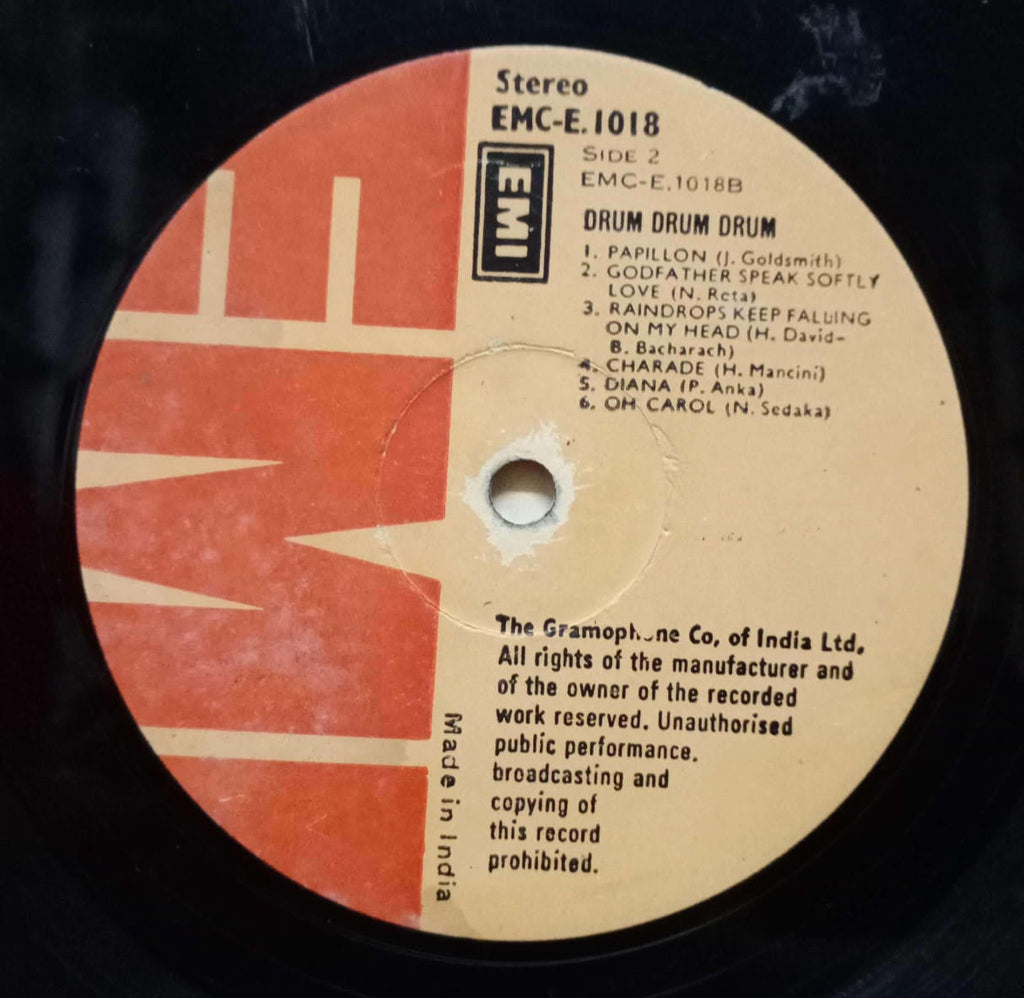 Stereo
EMC-E.1018
SIDE 2
EMC-E.1018B
EMI
DRUM DRUM DRUM
1. PAPILLON (J. Goldsmith)
2. GODFATHER SPEAK SOFTLY
LOVE (N. Rota)
3. RAINDROPS KEEP FALLING
ON MY HEAD (H. David-
B. Bacharach)
4. CHARADE (H. Mancini)
5. DIANA (P. Anka)
6. OH CAROL (N. Sedaka)
EMI
The Gramophone Co. of India Ltd.
All rights of the manufacturer and
of the owner of the recorded
work reserved. Unauthorised
public performance.
broadcasting and
copying of
this record
prohibited.
Made in India